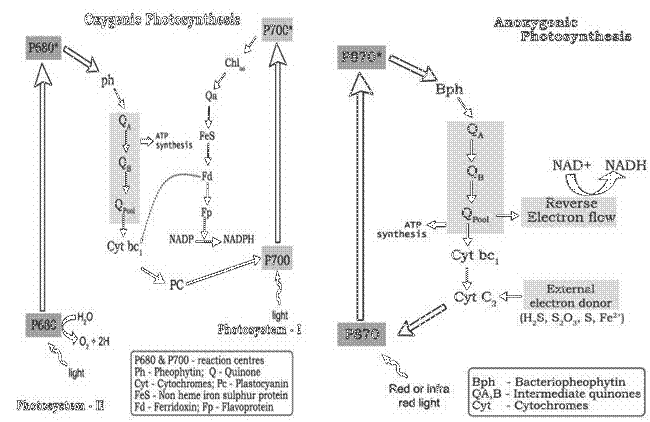 Oxygenic Photosynthesis
P700*
P680*
ph
Chl
Qa
QA
ATP
synthesis
FeS
QB
Fd
QPool
Fp
Cyt bc1
NADP
NADPH
P700
PC
light
Photosystem - I
P680
H2O
O2 + 2H
light
Photosystem - II
P680 & P700 - reaction centres
Ph - Pheophytin; Q - Quinone
Cyt - Cytochromes; Pc - Plastocyanin
FeS - Non heme iron sulphur protein
Fd - Ferridoxin; Fp - Flavoprotein
Anoxygenic
Photosynthesis
P870*
Bph
QA
QB
NAD+ NADH
QPool
Reverse
Electron flow
ATP
synthesis
Cyt bc1
Cyt C2
External
electron donor
(H2S, S2O3, S, Fe2+)
P870
Red or infra
red light
Bph - Bacteriopheophytin
QA,B - Intermediate quinones
Cyt - Cytochromes